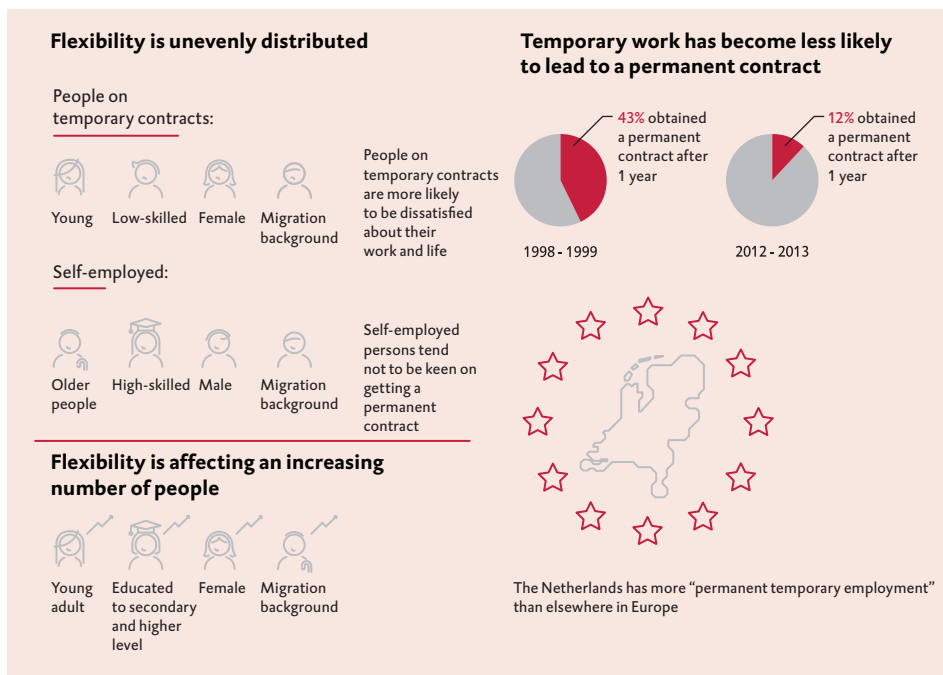 Flexibility is unevenly distributed
People on
temporary contracts:
Young
Low-skilled
Female
Migration
background
People on
temporary contracts
are more likely
to be dissatisfied
about their
work and life
Self-employed:
Older
people
High-skilled
Male
Migration
background
Self-employed
persons tend
not to be keen on
getting a
permanent
contract
Flexibility is affecting an increasing
number of people
Young
adult
Educated
to secondary
and higher
level
Female
Migration
background
Temporary work has become less likely
to lead to a permanent contract
43% obtained
a permanent
contract after
1 year
1998 - 1999
12% obtained
a permanent
contract after
1 year
2012 - 2013
The Netherlands has more “permanent temporary employment”
than elsewhere in Europe